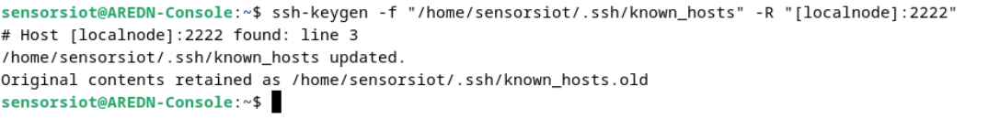 sensorsiot@AREDN-Console:~$ ssh-keygen -f "/home/sensorsiot/.ssh/known_hosts" -R "[localnode]:2222"
# Host [localnode]:2222 found: line 3
/home/sensorsiot/.ssh/known_hosts updated.
Original contents retained as /home/sensorsiot/.ssh/known_hosts.old
sensorsiot@AREDN-Console:~$